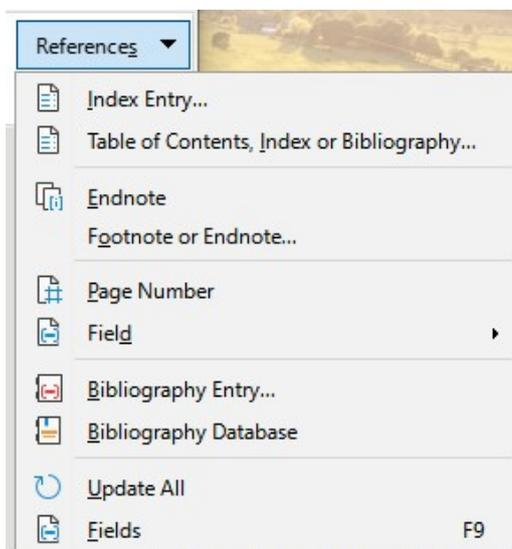 References
Index Entry...
Table of Contents, Index or Bibliography...
Endnote
Footnote or Endnote...
Page Number
Field
Bibliography Entry...
Bibliography Database
Update All
Fields F9